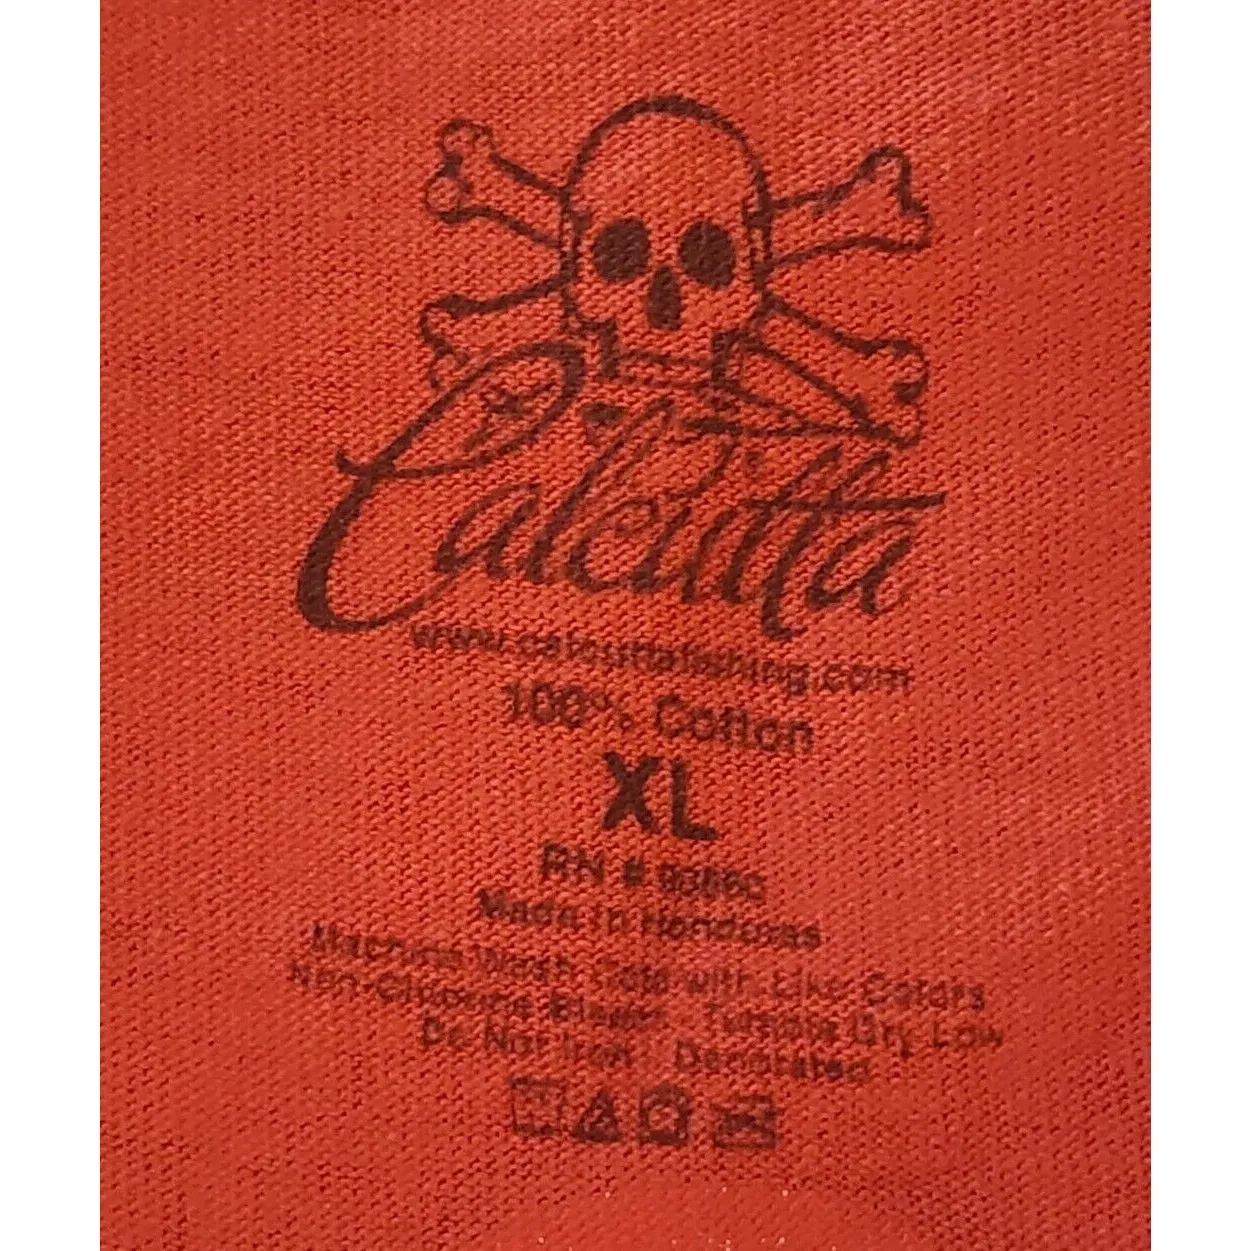 Calcutta
www.calcuttafishing.com
100% Cotton
XL
RN #
Made in Honduras
Machine Wash Cold with Like Colors
Non-Chlorine Bleach. Tumble Dry Low
Do Not Iron Decorated